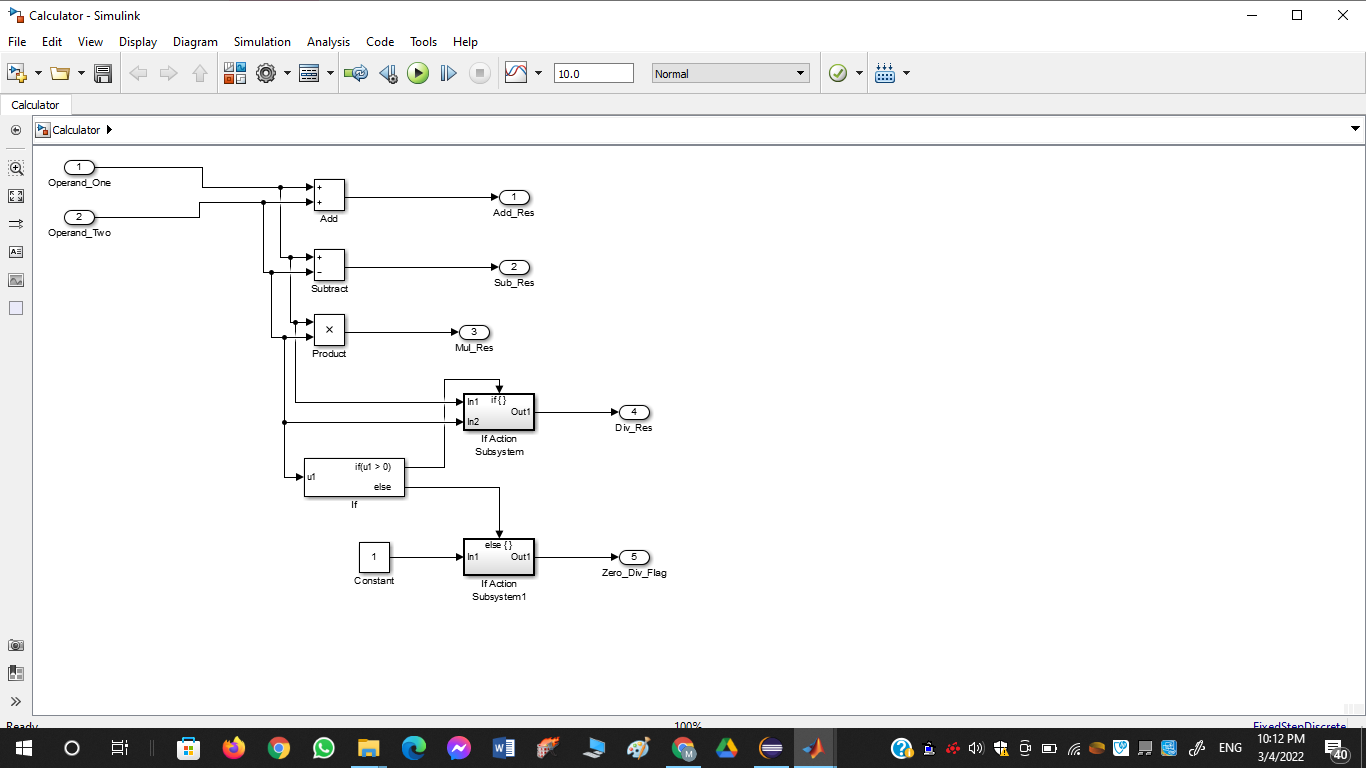 Calculator - Simulink
File Edit View Display Diagram Simulation Analysis Code Tools Help
10.0 Normal
Calculator
Calculator
1
Operand_One
2
Operand_Two
+
+
Add
1
Add_Res
+
−
Subtract
2
Sub_Res
×
Product
3
Mul_Res
if { }
In1
Out1
In2
If Action
Subsystem
4
Div_Res
if(u1 > 0)
u1
else
If
1
Constant
else { }
In1 Out1
If Action
Subsystem1
5
Zero_Div_Flag
Ready 100% FixedStepDiscrete
ENG
10:12 PM
3/4/2022
40